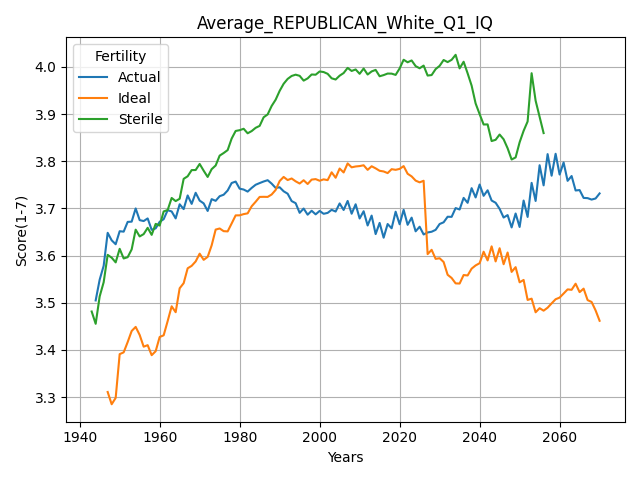 Average_REPUBLICAN_White_Q1_IQ
Fertility
Actual
Ideal
Sterile
Score(1-7)
4.0
3.9
3.8
3.7
3.6
3.5
3.4
3.3
1940 1960 1980 2000 2020 2040 2060
Years